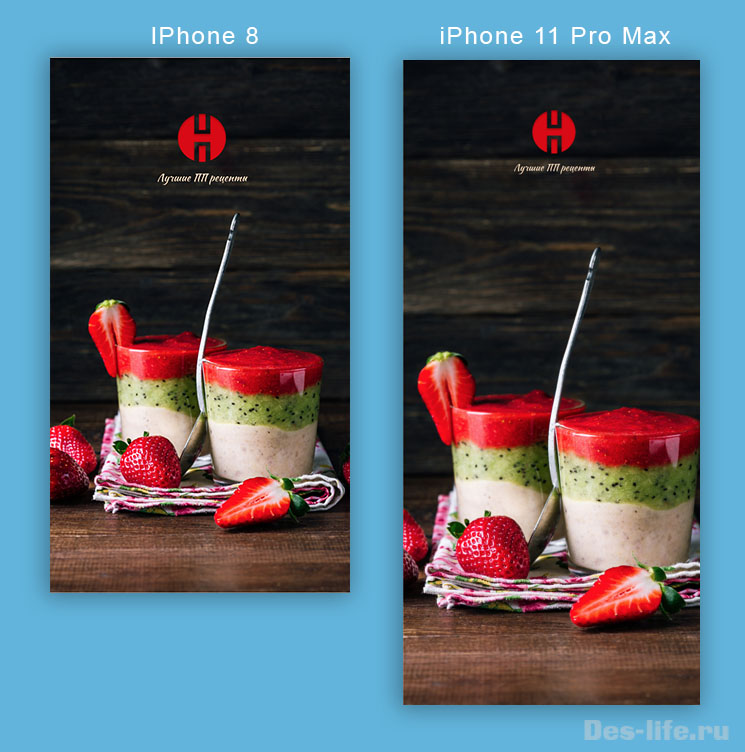 IPhone 8
iPhone 11 Pro Max
Лучшие ПП рецепты
Лучшие ПП рецепты
Des-life.ru